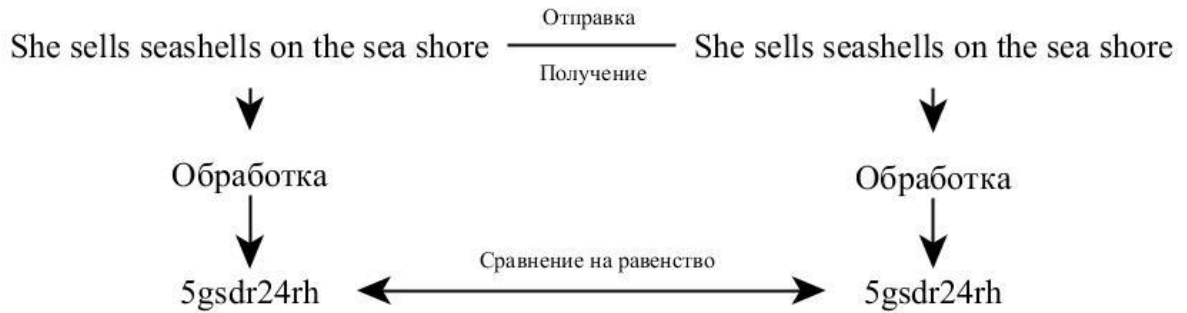 Отправка
She sells seashells on the sea shore
She sells seashells on the sea shore
Получение
Обработка
Обработка
Сравнение на равенство
5gsdr24rh
5gsdr24rh